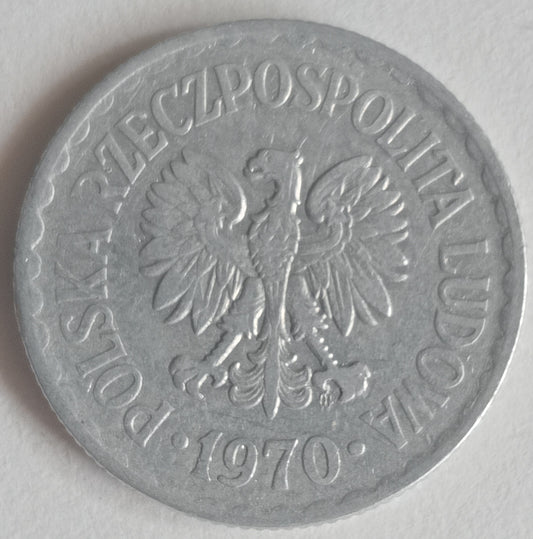 POLSKA RZECZPOSPOLITA LUDOWA
• 1970 •